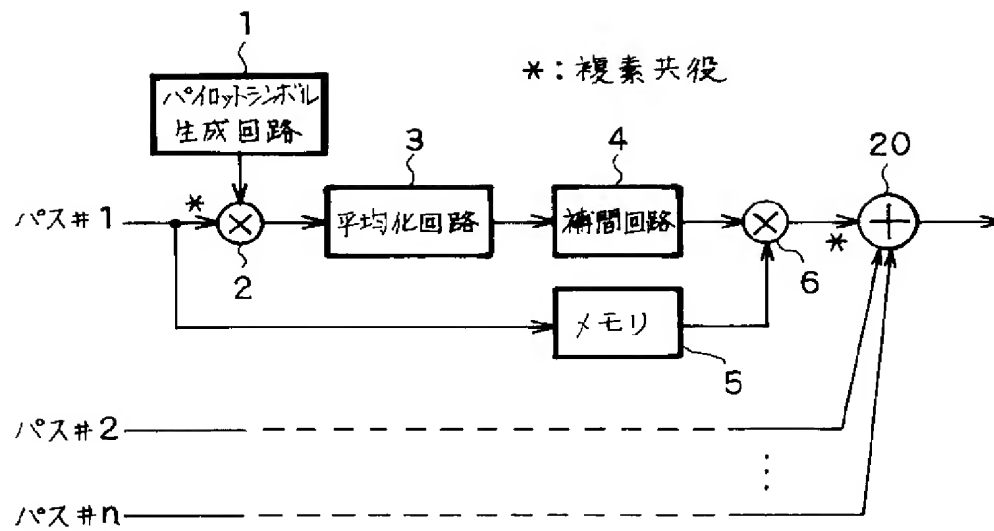 1
*:複素共役
パイロットシンボル
生成回路
3
4
20
パス#1
*
平均化回路
補間回路
*
2
6
メモリ
5
パス#2
パス#n